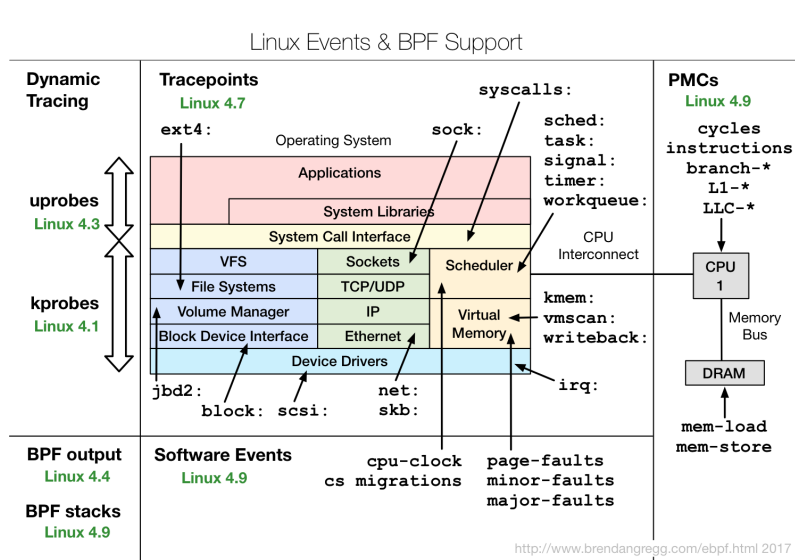 Linux Events & BPF Support
Dynamic
Tracing
uprobes
Linux 4.3
kprobes
Linux 4.1
Tracepoints
Linux 4.7
ext4:
Operating System
sock:
syscalls:
sched:
task:
signal:
timer:
workqueue:
Applications
System Libraries
System Call Interface
VFS
Sockets
Scheduler
File Systems
TCP/UDP
Volume Manager
IP
Virtual
Memory
Block Device Interface
Ethernet
Device Drivers
CPU
Interconnect
kmem:
vmscan:
writeback:
jbd2:
block:
scsi:
net:
skb:
irq:
PMCs
Linux 4.9
cycles
instructions
branch-*
L1-*
LLC-*
CPU
1
Memory
Bus
DRAM
mem-load
mem-store
BPF output
Linux 4.4
BPF stacks
Linux 4.9
Software Events
Linux 4.9
cpu-clock
cs migrations
page-faults
minor-faults
major-faults
http://www.brendangregg.com/ebpf.html 2017